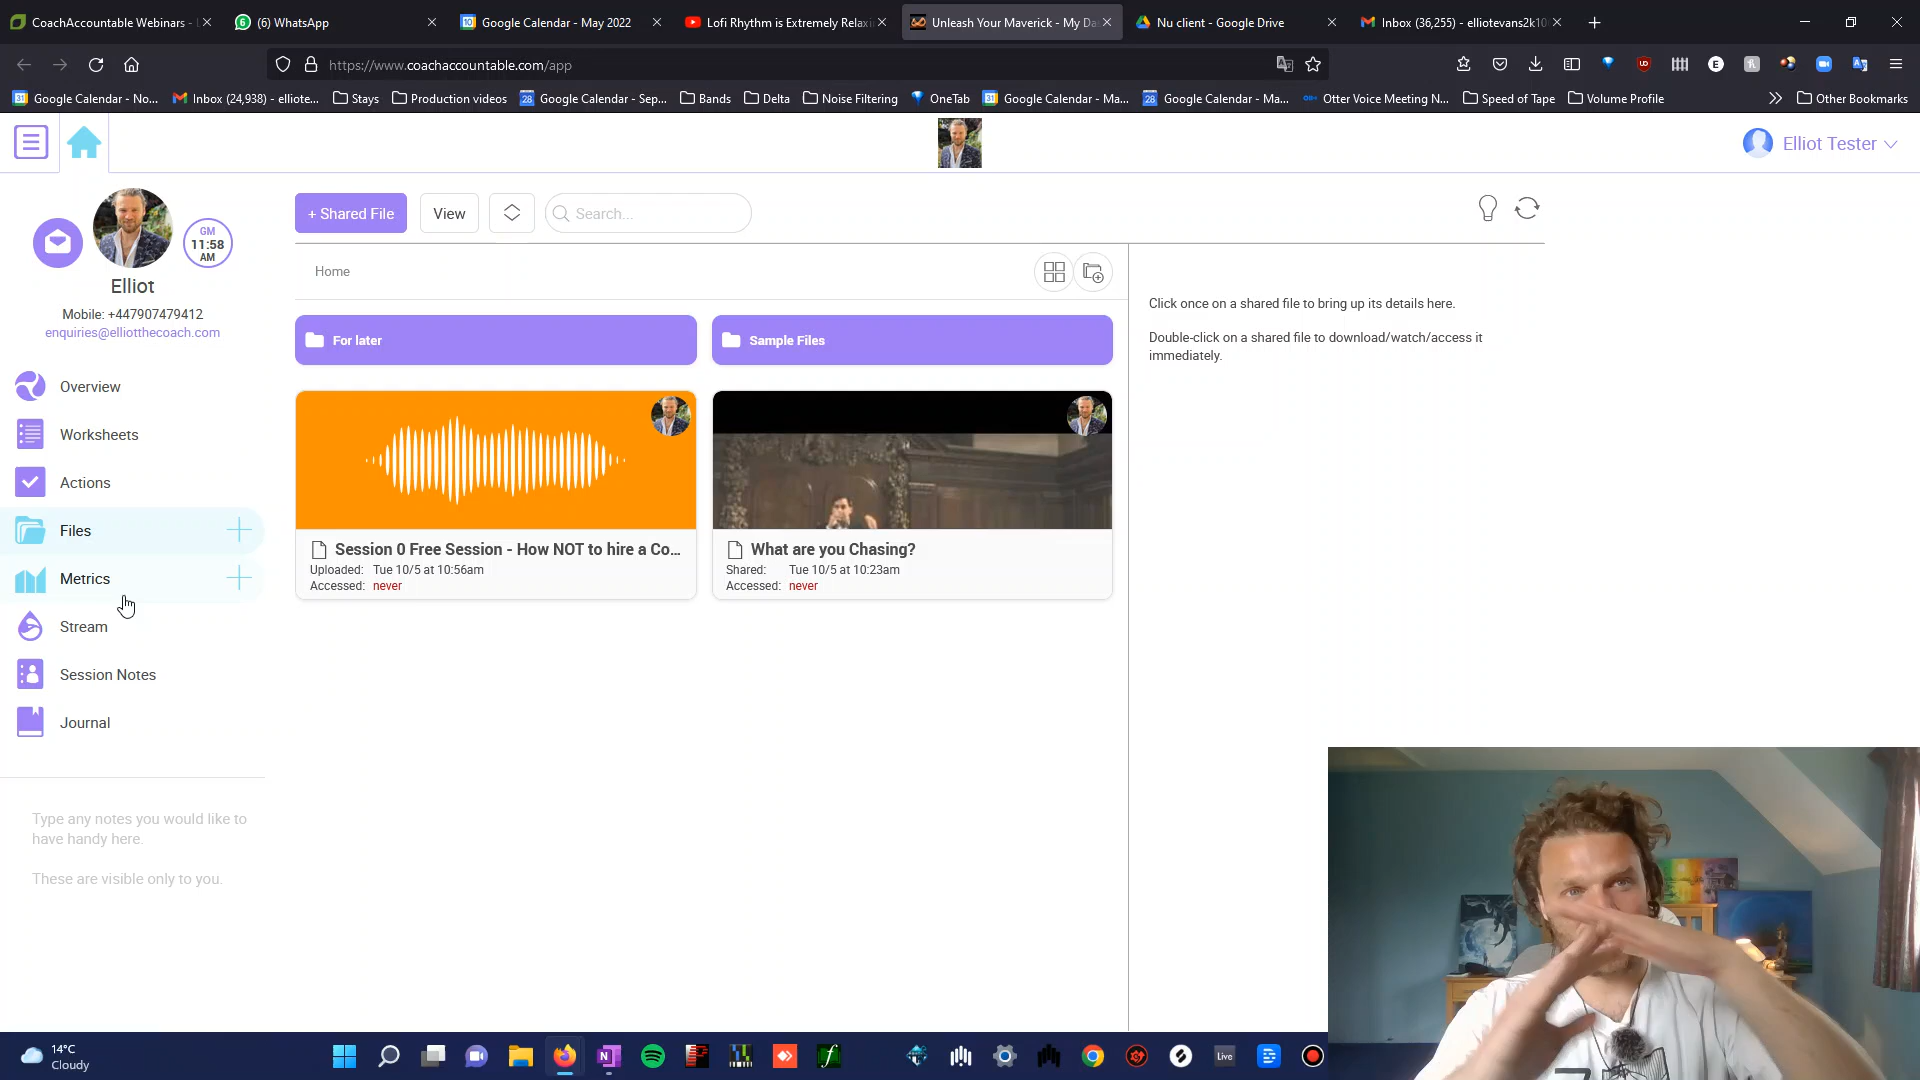 CoachAccountable Webinars -
(6) WhatsApp
Google Calendar - May 2022
Lofi Rhythm is Extremely Relaxi
Unleash Your Maverick - My Da
Nu client - Google Drive
Inbox (36,255) - elliotevans2k10
https://www.coachaccountable.com/app
Google Calendar - No...
Inbox (24,938) - elliote...
Stays
Production videos
Google Calendar - Sep...
Bands
Delta
Noise Filtering
OneTab
Google Calendar - Ma...
Google Calendar - Ma...
Otter Voice Meeting N...
Speed of Tape
Volume Profile
Other Bookmarks
Elliot Tester
GM
11:58
AM
Elliot
Mobile: +447907479412
enquiries@elliotthecoach.com
Overview
Worksheets
Actions
Files
Metrics
Stream
Session Notes
Journal
Type any notes you would like to
have handy here.
These are visible only to you.
+ Shared File
View
Search...
Home
For later
Sample Files
Session 0 Free Session - How NOT to hire a Co...
Uploaded: Tue 10/5 at 10:56am
Accessed: never
What are you Chasing?
Shared: Tue 10/5 at 10:23am
Accessed: never
Click once on a shared file to bring up its details here.
Double-click on a shared file to download/watch/access it
immediately.
14°C
Cloudy
Live